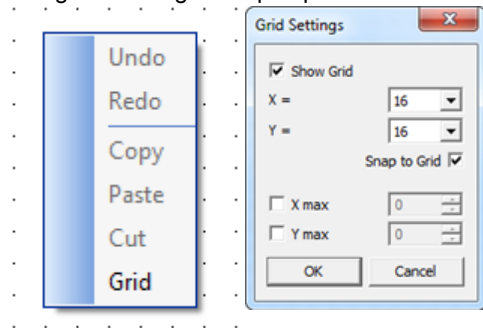 Undo
Redo
Copy
Paste
Cut
Grid
Grid Settings
Show Grid
X = 16
Y = 16
Snap to Grid
X max 0
Y max 0
OK Cancel